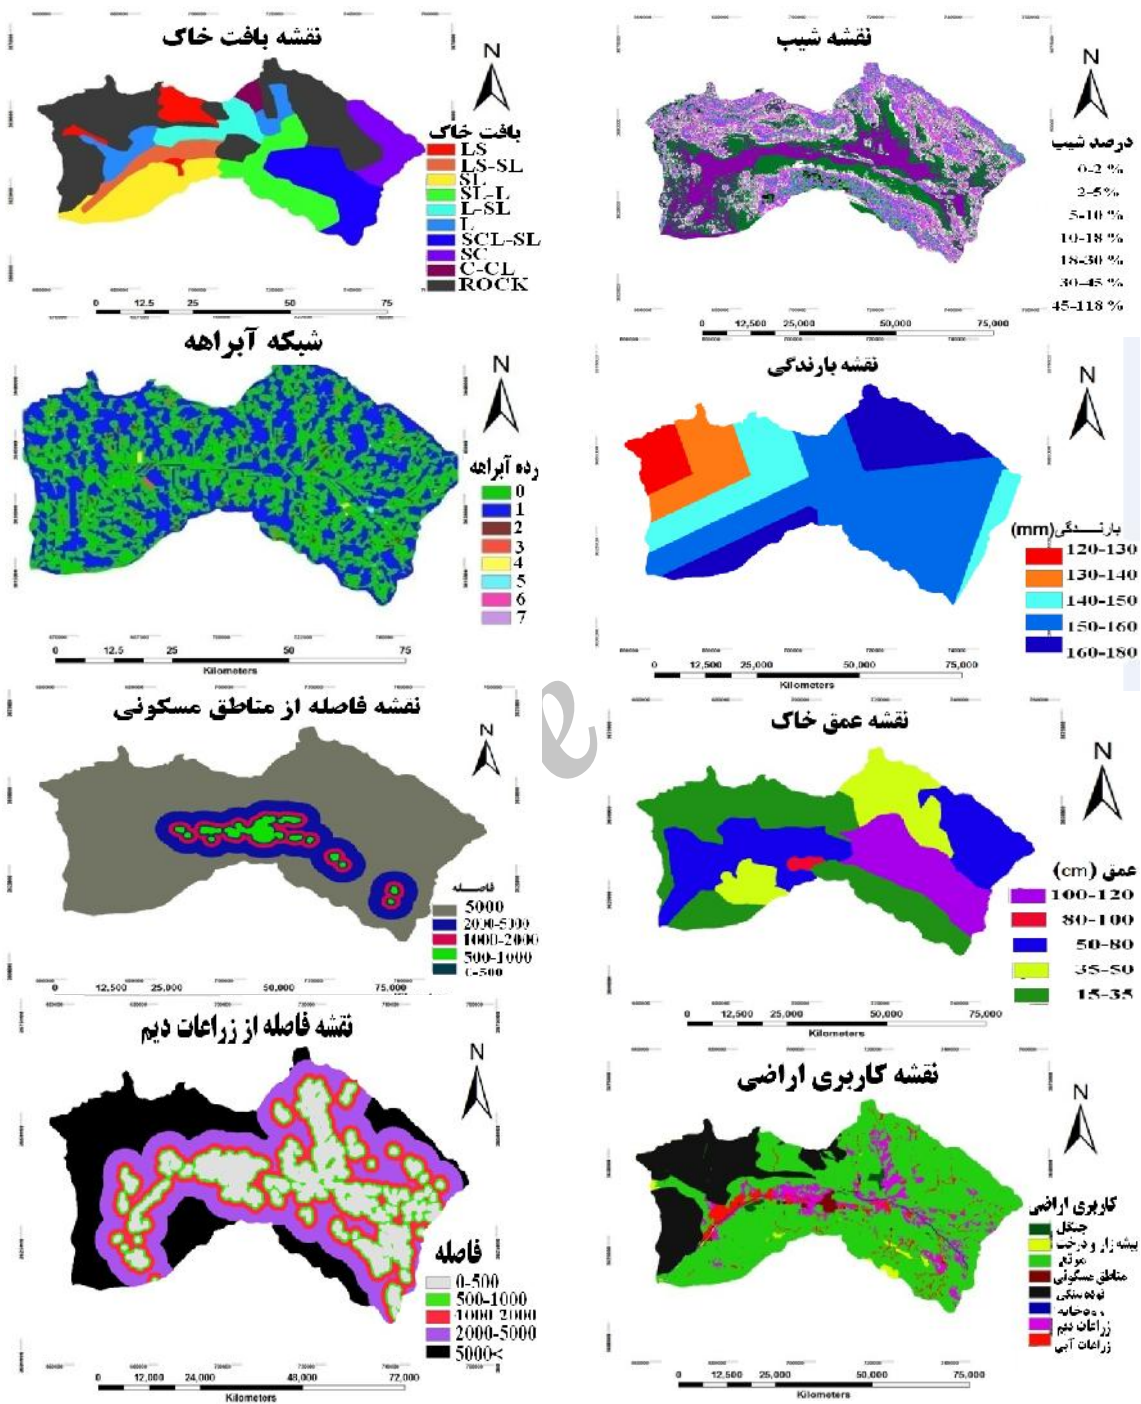 نقشه بافت خاک
N
بافت خاک
LS
LS-SL
SL
SL-L
L-SL
L
SCL-SL
SC
C-CL
ROCK
0 12.5 25 50 75
نقشه شیب
N
درصد شیب
0-2 %
2-5%
5-10 %
10-18 %
18-30 %
30-45 %
45-118 %
0 12,500 25,000 50,000 75,000
شبکه آبراهه
N
رده آبراهه
0
1
2
3
4
5
6
7
0 12.5 25 50 75
Kilometers
نقشه بارندگی
N
بارندگی(mm)
120-130
130-140
140-150
150-160
160-180
0 12,500 25,000 50,000 75,000
Kilometers
نقشه فاصله از مناطق مسکونی
N
فاصله
5000
2000-5000
1000-2000
500-1000
0-500
0 12,500 25,000 50,000 75,000
نقشه عمق خاک
N
عمق (cm)
100-120
80-100
50-80
35-50
15-35
0 12,500 25,000 50,000 75,000
Kilometers
نقشه فاصله از زراعات دیم
N
فاصله
0-500
500-1000
1000-2000
2000-5000
5000<
0 12,000 24,000 48,000 72,000
Kilometers
نقشه کاربری اراضی
N
کاربری اراضی
جنگل
بیشه زار و درخت
مرتع
مناطق مسکونی
توده سنگی
رودخانه
زراعات دیم
زراعات آبی
0 12,500 25,000 50,000 75,000
Kilometers
e